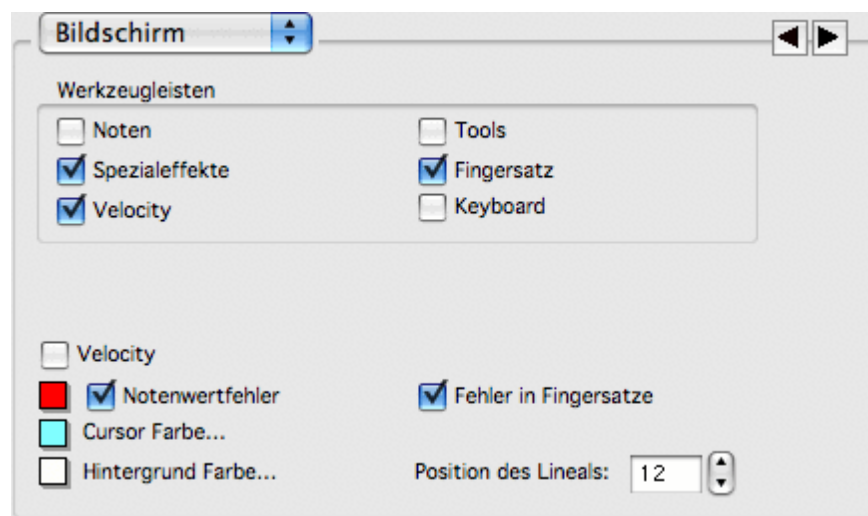 Bildschirm
Werkzeugleisten
Noten
Tools
Spezialeffekte
Fingersatz
Velocity
Keyboard
Velocity
Notenwertfehler
Fehler in Fingersatze
Cursor Farbe...
Hintergrund Farbe...
Position des Lineals: 12